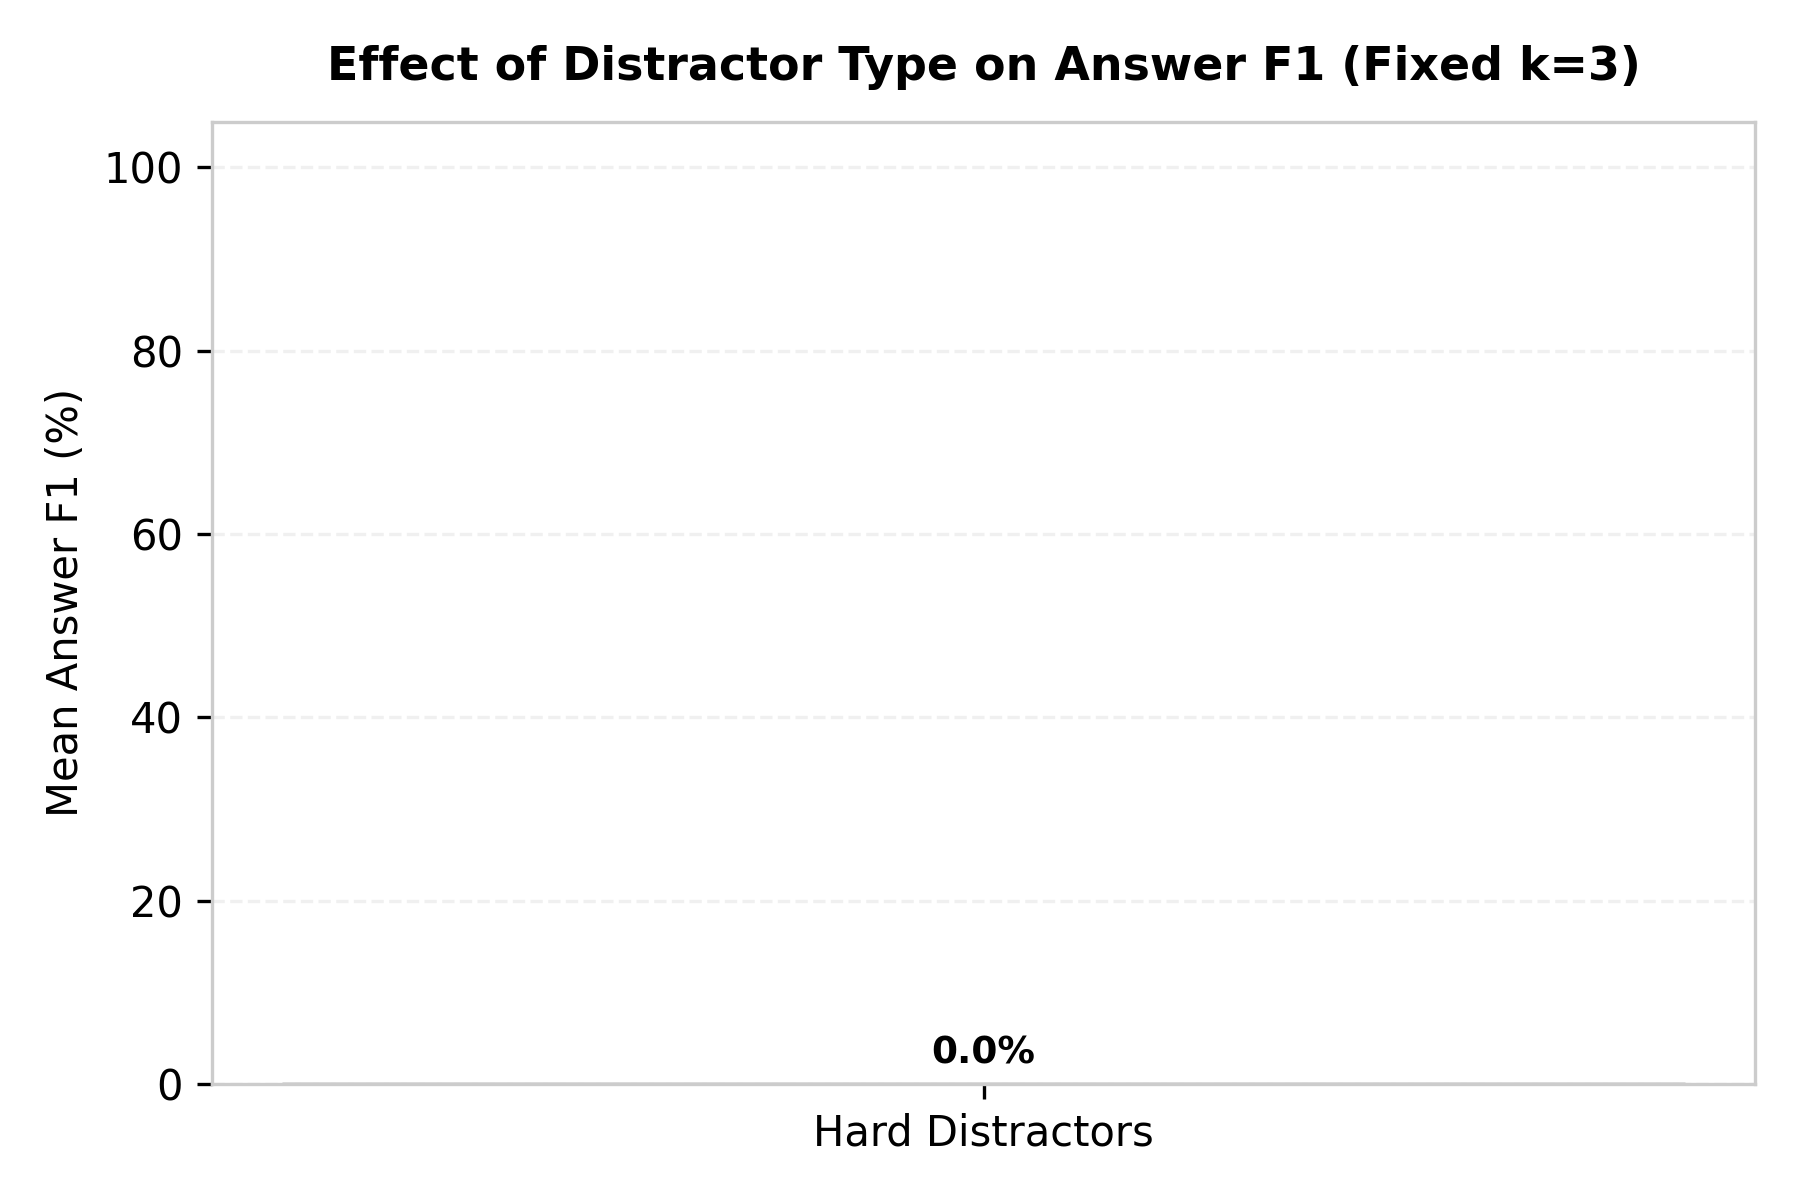 Effect of Distractor Type on Answer F1 (Fixed k=3)
Mean Answer F1 (%)
100
80
60
40
20
0
0.0%
Hard Distractors